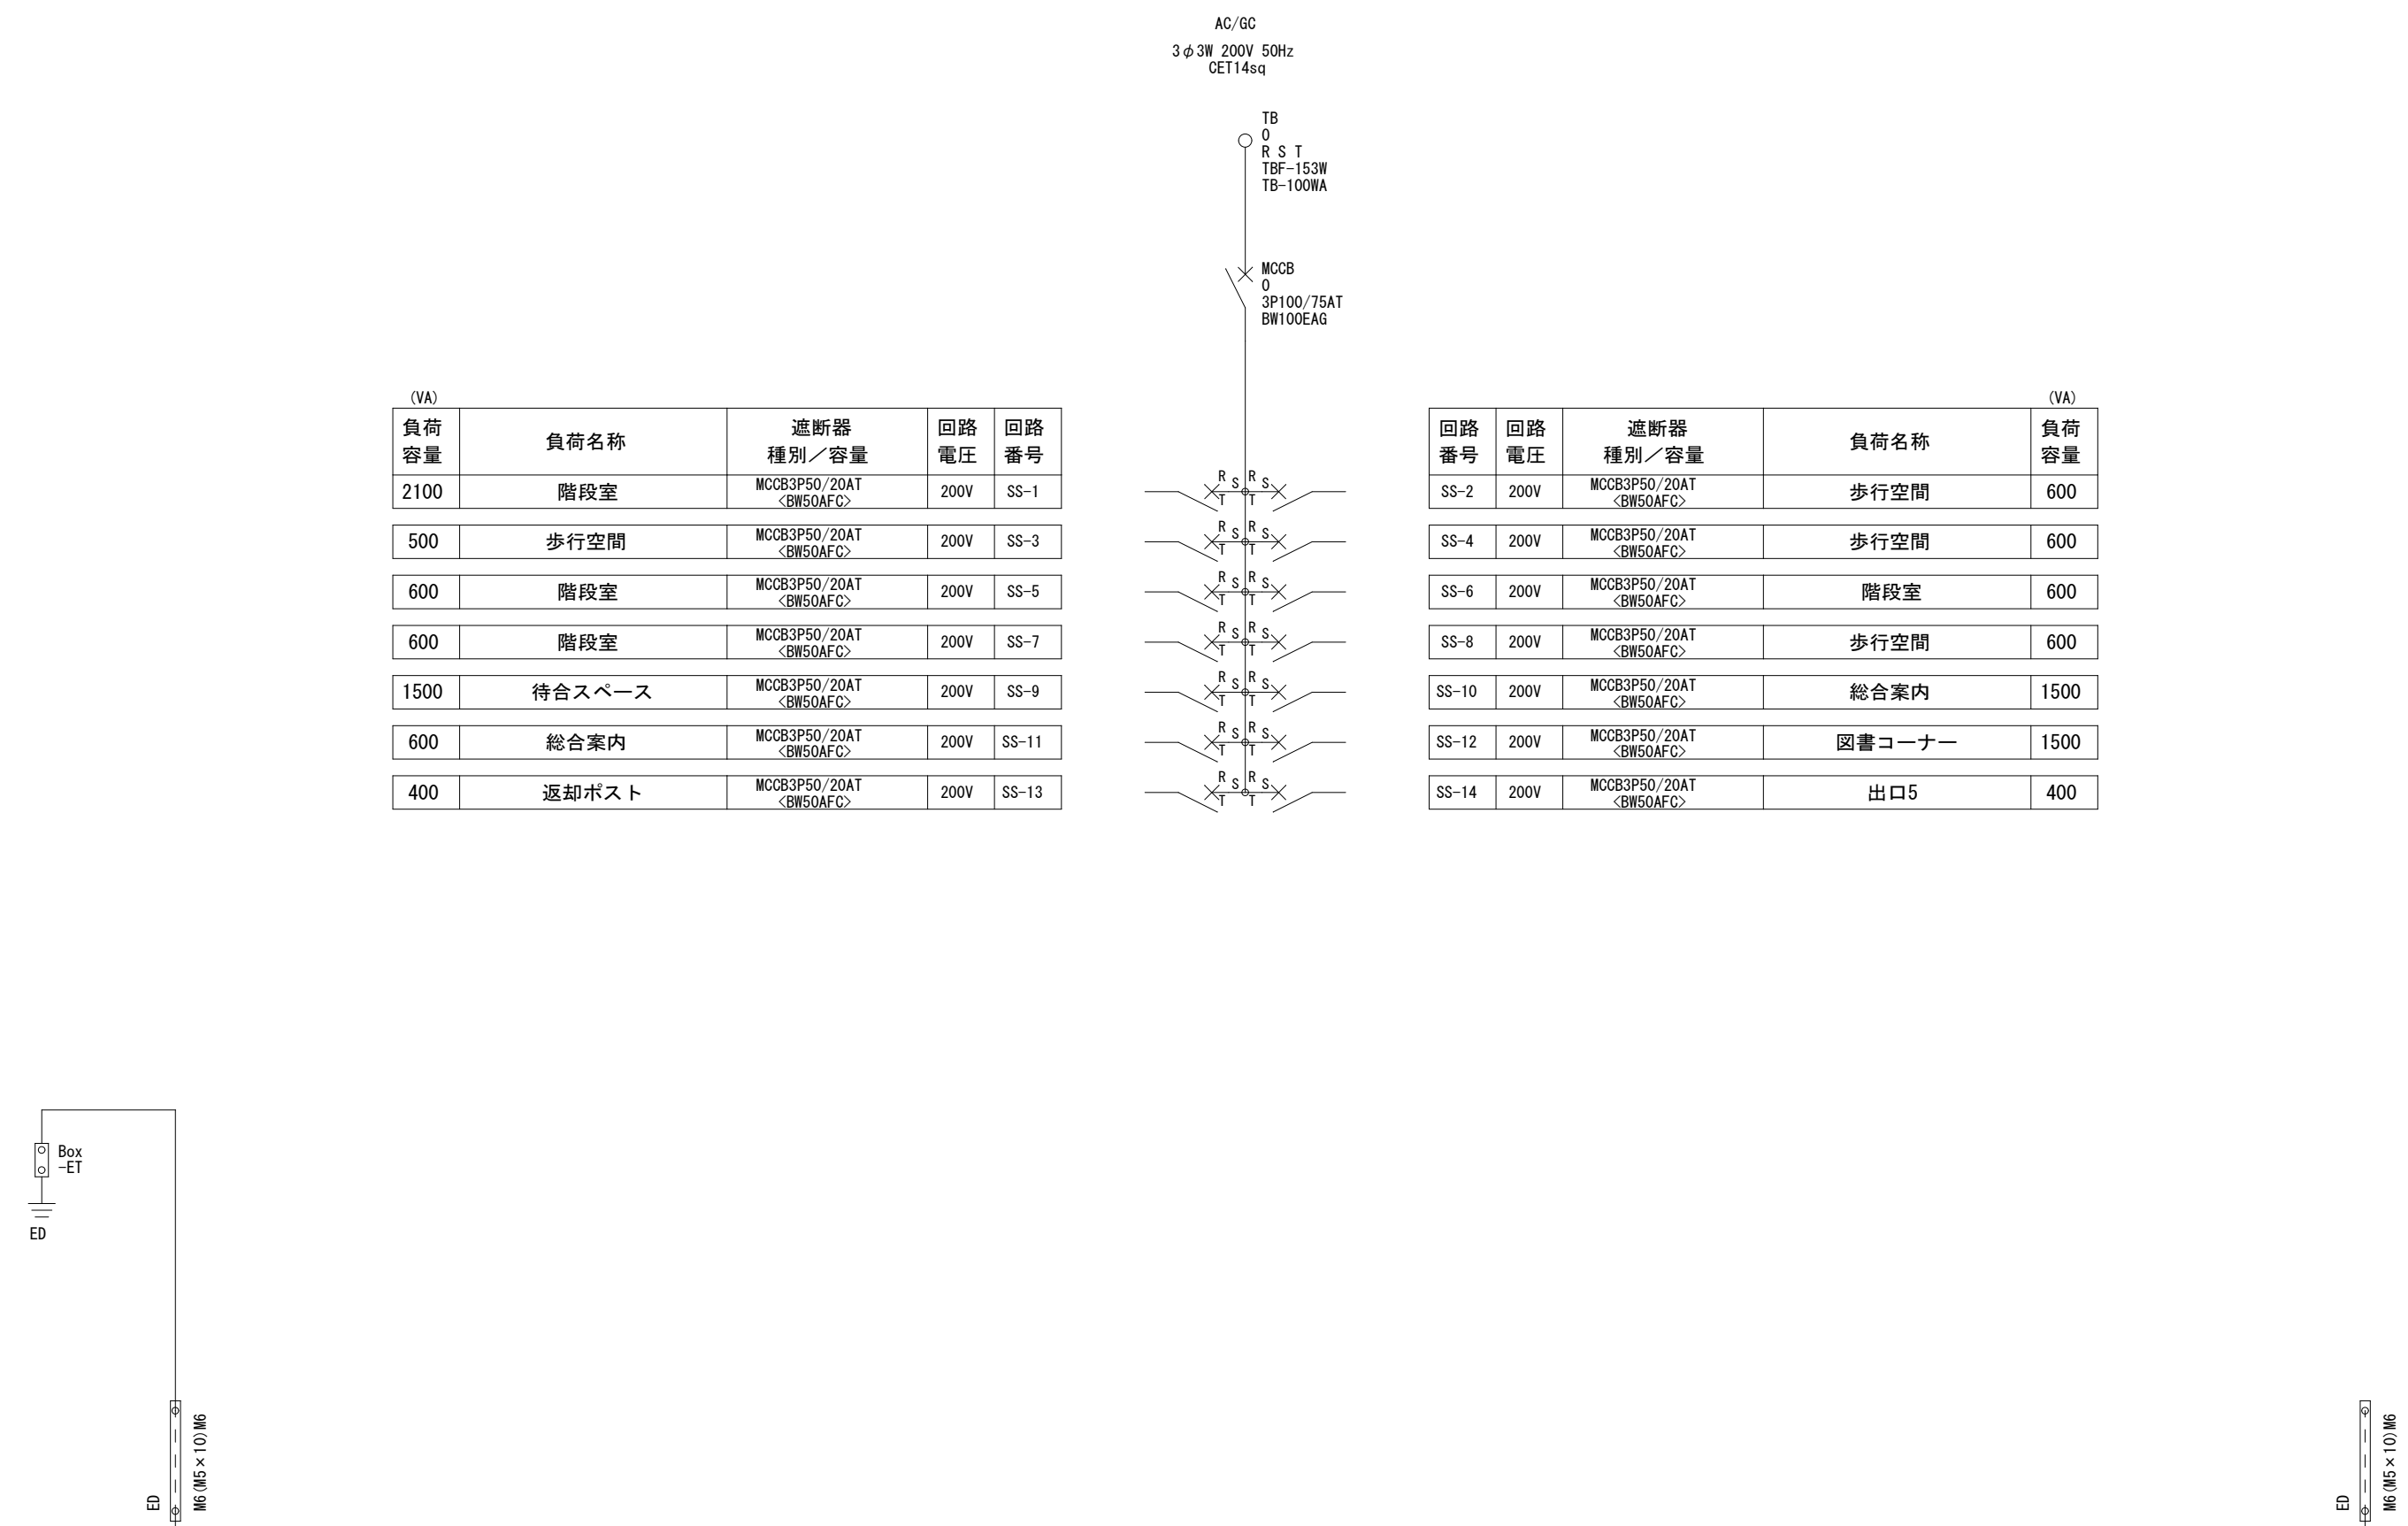 AC/GC
3φ3W 200V 50Hz
CET14sq
TB
0
R S T
TBF-153W
TB-100WA
MCCB
0
3P100/75AT
BW100EAG
(VA)
負荷容量 負荷名称 遮断器種別／容量 回路電圧 回路番号
2100 階段室 MCCB3P50/20AT <BW50AFC> 200V SS-1
500 歩行空間 MCCB3P50/20AT <BW50AFC> 200V SS-3
600 階段室 MCCB3P50/20AT <BW50AFC> 200V SS-5
600 階段室 MCCB3P50/20AT <BW50AFC> 200V SS-7
1500 待合スペース MCCB3P50/20AT <BW50AFC> 200V SS-9
600 総合案内 MCCB3P50/20AT <BW50AFC> 200V SS-11
400 返却ポスト MCCB3P50/20AT <BW50AFC> 200V SS-13
R S T R S T
R S T R S T
R S T R S T
R S T R S T
R S T R S T
R S T R S T
R S T R S T
(VA)
回路番号 回路電圧 遮断器種別／容量 負荷名称 負荷容量
SS-2 200V MCCB3P50/20AT <BW50AFC> 歩行空間 600
SS-4 200V MCCB3P50/20AT <BW50AFC> 歩行空間 600
SS-6 200V MCCB3P50/20AT <BW50AFC> 階段室 600
SS-8 200V MCCB3P50/20AT <BW50AFC> 歩行空間 600
SS-10 200V MCCB3P50/20AT <BW50AFC> 総合案内 1500
SS-12 200V MCCB3P50/20AT <BW50AFC> 図書コーナー 1500
SS-14 200V MCCB3P50/20AT <BW50AFC> 出口5 400
Box
-ET
ED
ED
M6(M5×10)M6
ED
M6(M5×10)M6